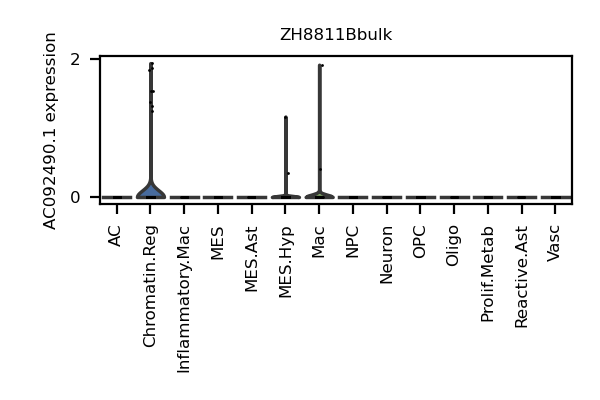 ZH8811Bbulk
AC092490.1 expression
2
0
AC
Chromatin.Reg
Inflammatory.Mac
MES
MES.Ast
MES.Hyp
Mac
NPC
Neuron
OPC
Oligo
Prolif.Metab
Reactive.Ast
Vasc